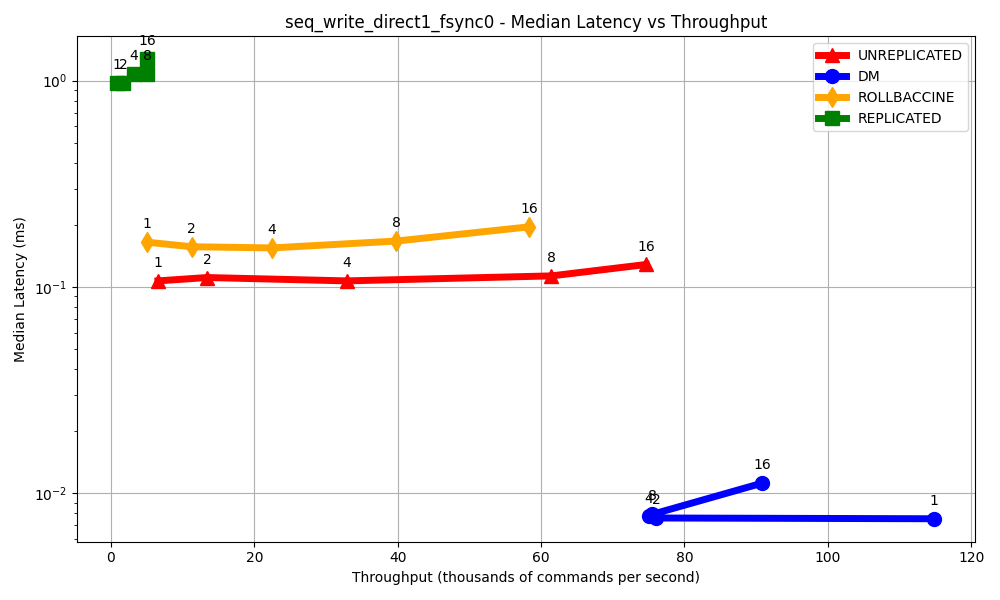 seq_write_direct1_fsync0 - Median Latency vs Throughput
UNREPLICATED
DM
ROLLBACCINE
REPLICATED
16
1 2 4 8
10⁰
1 2 4 8 16
1 2 4 8 16
10⁻¹
16
1
8
4 2
10⁻²
Median Latency (ms)
0 20 40 60 80 100 120
Throughput (thousands of commands per second)